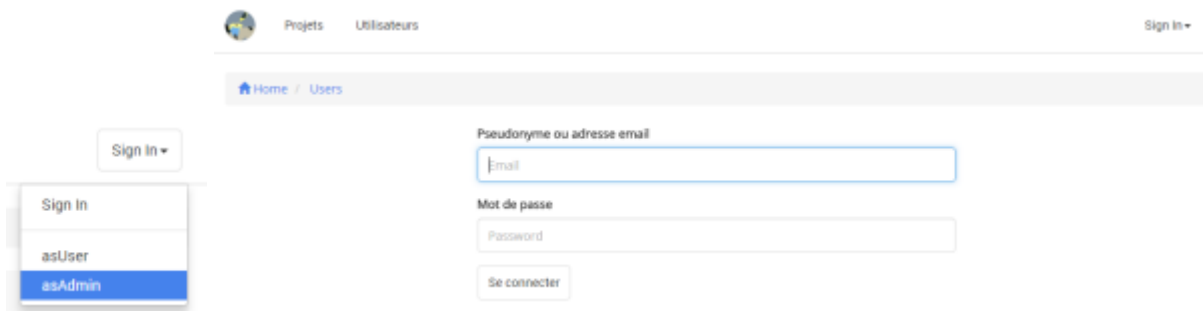 Projets Utilisateurs Sign In
Home / Users
Pseudonyme ou adresse email
Email
Mot de passe
Password
Se connecter
Sign In
Sign In
asUser
asAdmin